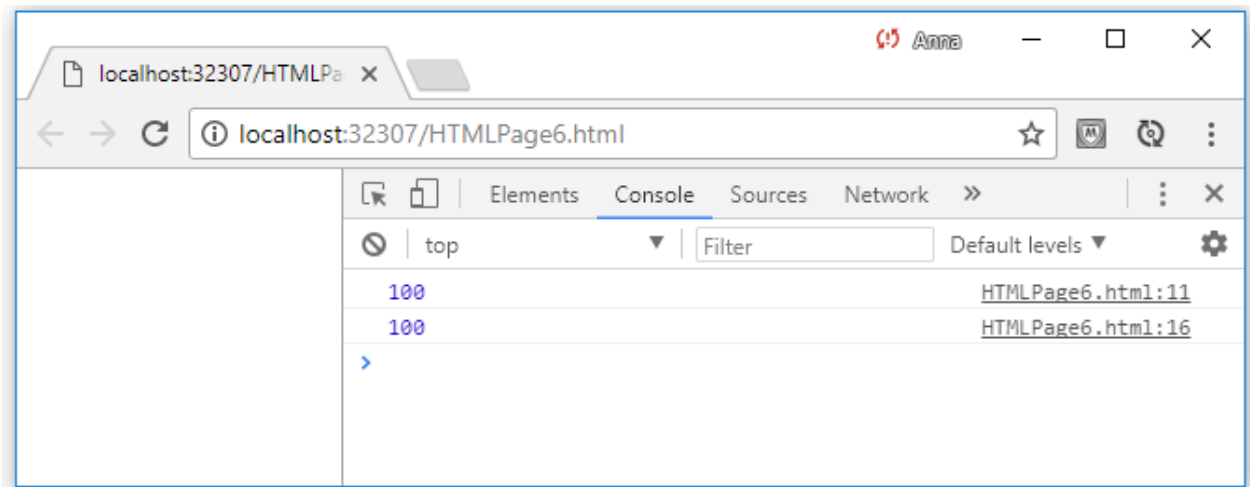 Anna
localhost:32307/HTMLPa
localhost:32307/HTMLPage6.html
Elements Console Sources Network »
top Filter Default levels
100 HTMLPage6.html:11
100 HTMLPage6.html:16
>